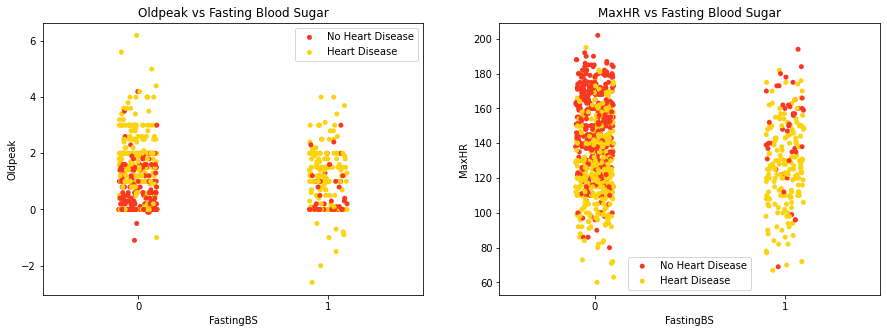 Oldpeak vs Fasting Blood Sugar
No Heart Disease
Heart Disease
6
4
2
0
−2
Oldpeak
0
1
FastingBS
MaxHR vs Fasting Blood Sugar
200
180
160
140
120
100
80
60
MaxHR
No Heart Disease
Heart Disease
0
1
FastingBS